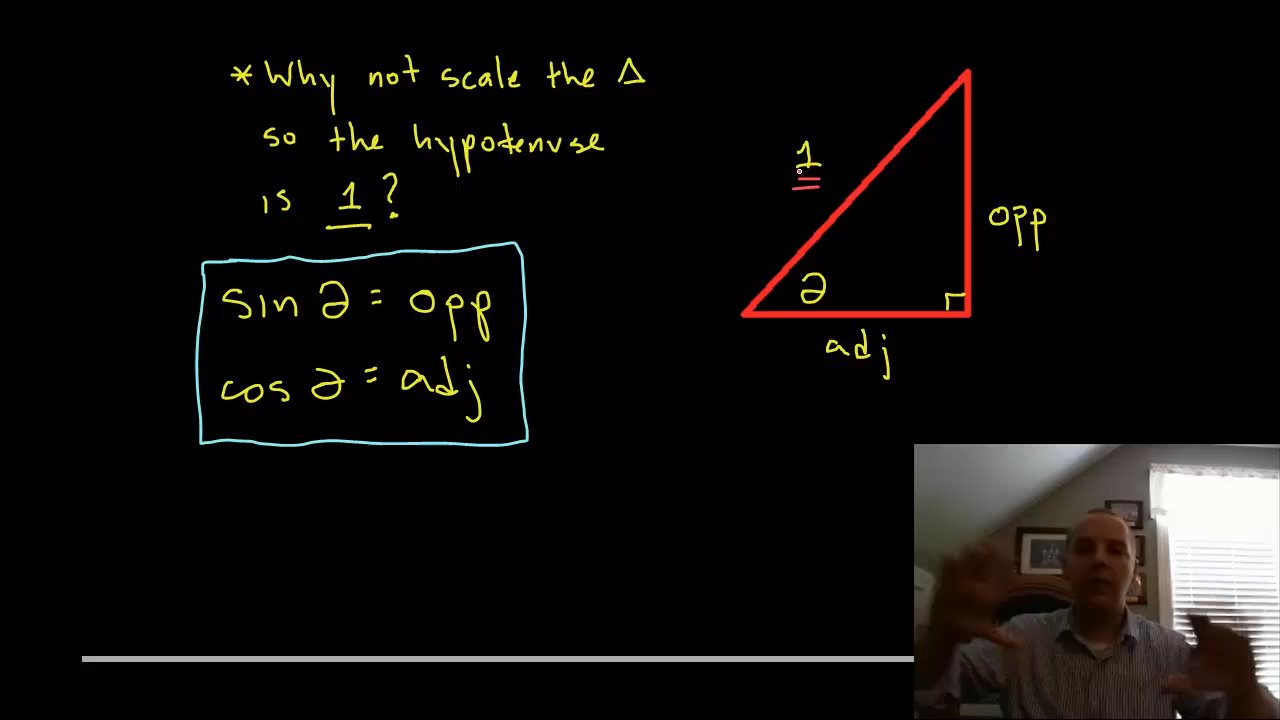 * Why not scale the Δ
so the hypotenuse
is 1?
sin ∂ = opp
cos ∂ = adj
1
opp
∂
adj